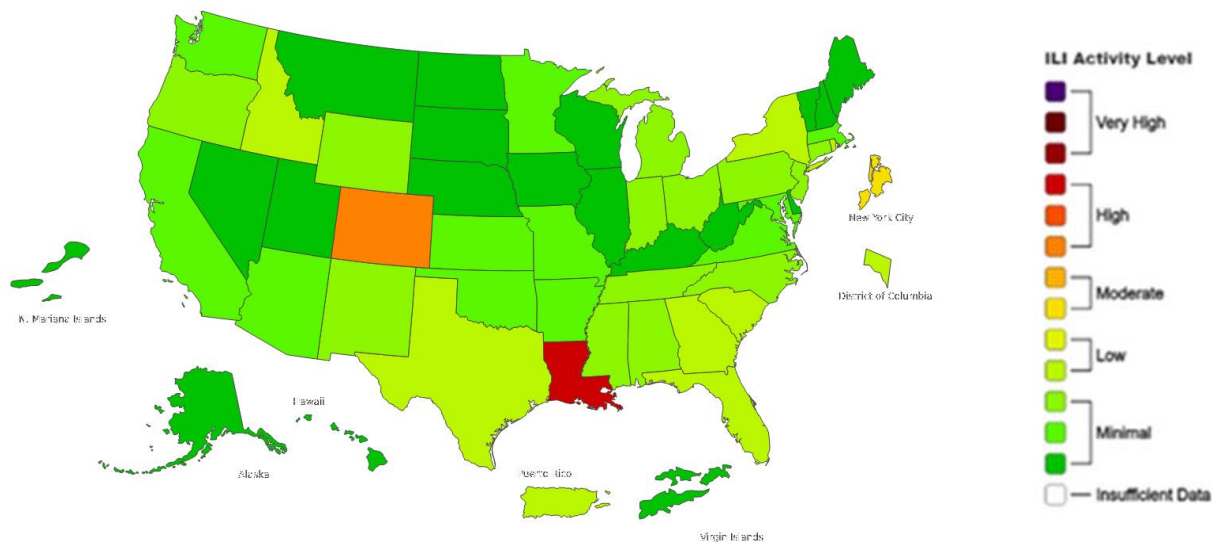 ILI Activity Level
Very High
High
New York City
Moderate
District of Columbia
N. Mariana Islands
Low
Hawaii
Minimal
Alaska
Puerto Rico
Insufficient Data
Virgin Islands